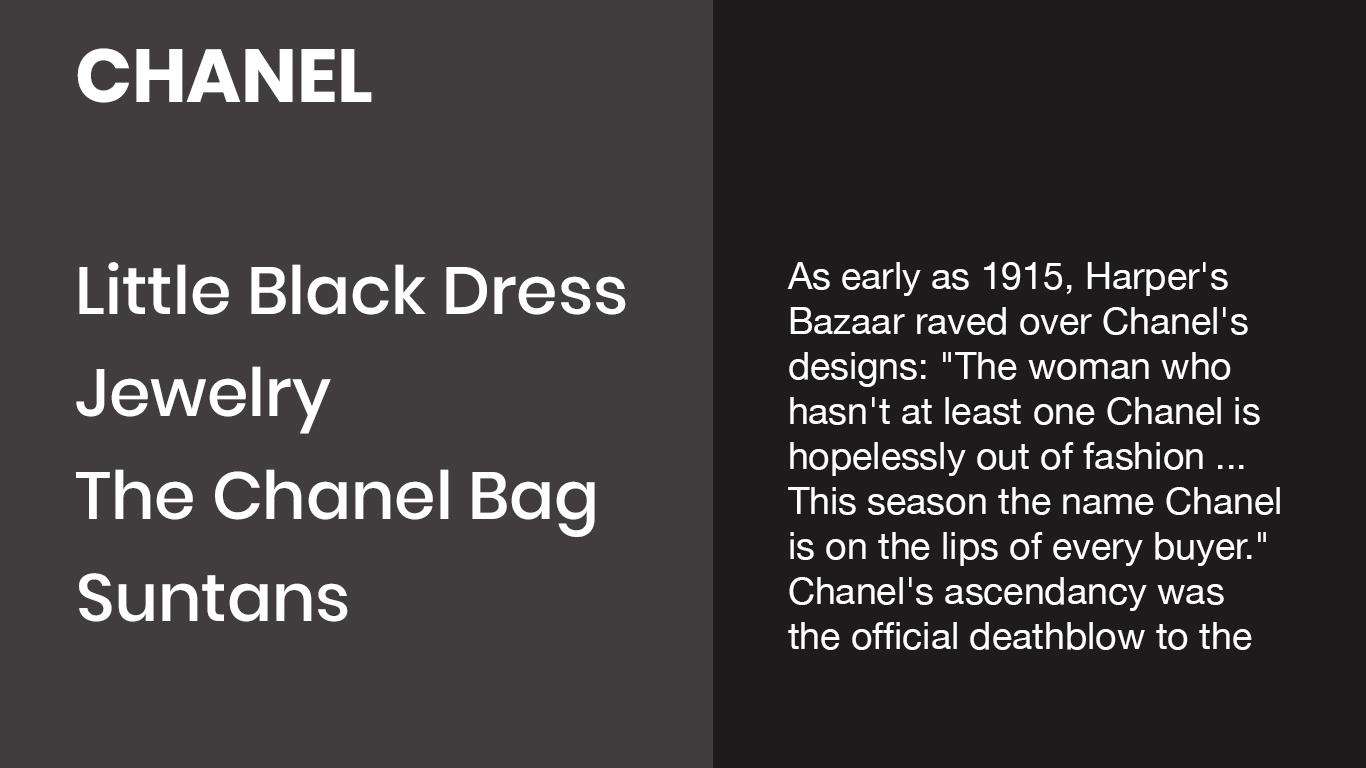 CHANEL
Little Black Dress
Jewelry
The Chanel Bag
Suntans
As early as 1915, Harper's
Bazaar raved over Chanel's
designs: "The woman who
hasn't at least one Chanel is
hopelessly out of fashion ...
This season the name Chanel
is on the lips of every buyer."
Chanel's ascendancy was
the official deathblow to the